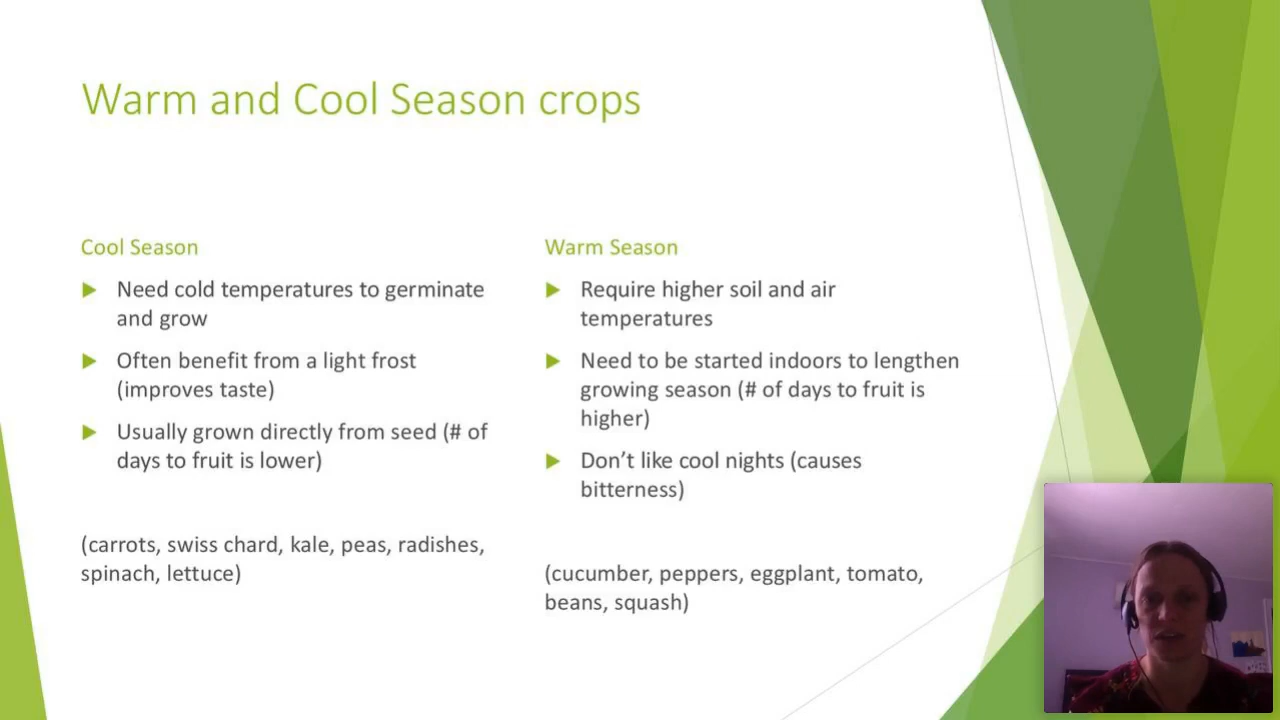 Warm and Cool Season crops
Cool Season
Need cold temperatures to germinate
and grow
Often benefit from a light frost
(improves taste)
Usually grown directly from seed (# of
days to fruit is lower)
(carrots, swiss chard, kale, peas, radishes,
spinach, lettuce)
Warm Season
Require higher soil and air
temperatures
Need to be started indoors to lengthen
growing season (# of days to fruit is
higher)
Don’t like cool nights (causes
bitterness)
(cucumber, peppers, eggplant, tomato,
beans, squash)